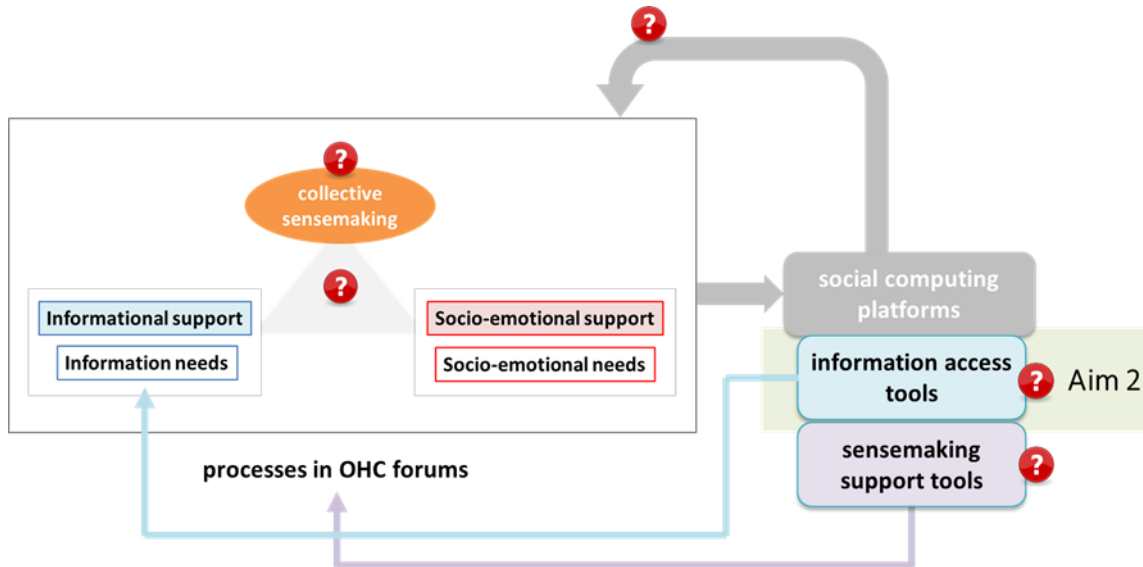 ?
?
collective
sensemaking
?
Informational support
Information needs
Socio-emotional support
Socio-emotional needs
social computing
platforms
information access
tools
?
Aim 2
sensemaking
support tools
?
processes in OHC forums